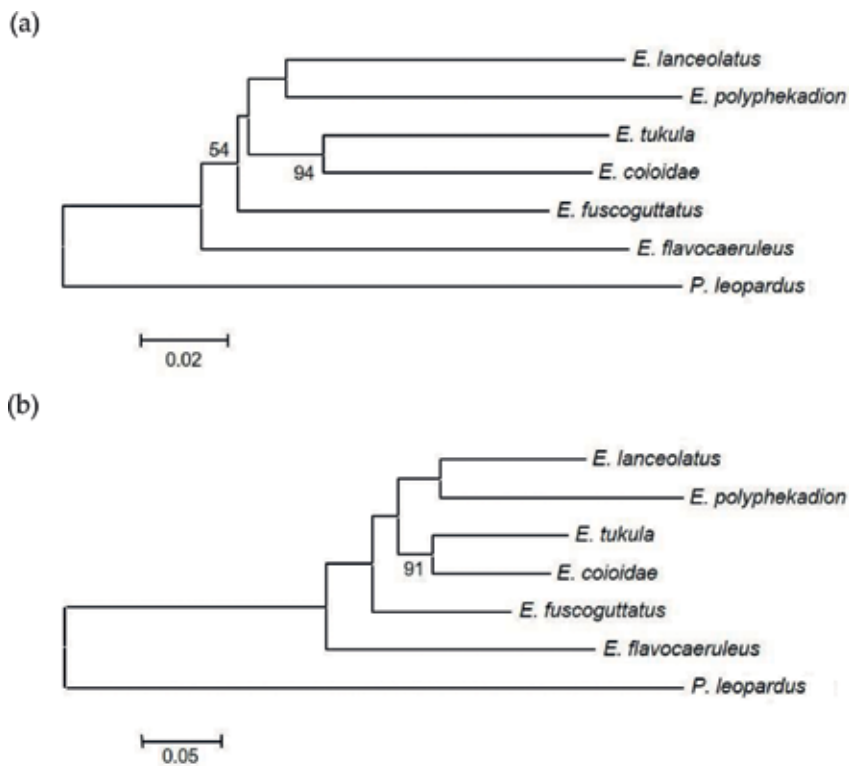 (a)
E. lanceolatus
E. polyphekadion
E. tukula
54
94
E. coioidae
E. fuscoguttatus
E. flavocaeruleus
P. leopardus
0.02
(b)
E. lanceolatus
E. polyphekadion
E. tukula
91
E. coioidae
E. fuscoguttatus
E. flavocaeruleus
P. leopardus
0.05